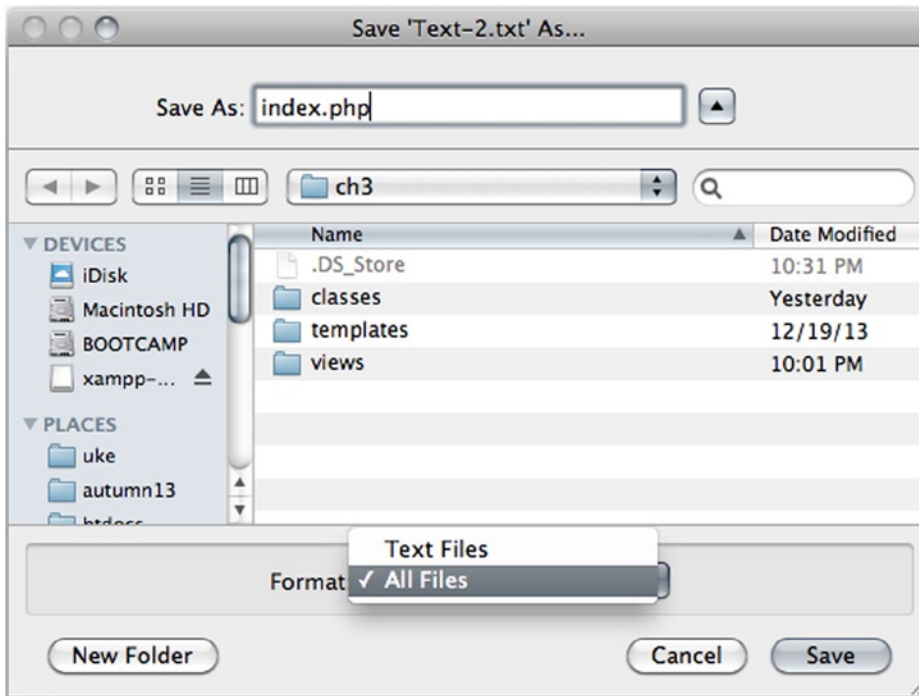 Save 'Text-2.txt' As...
Save As: index.php
ch3
Name Date Modified
DEVICES
iDisk
Macintosh HD
BOOTCAMP
xampp-...
PLACES
uke
autumn13
htdocs
.DS_Store 10:31 PM
classes Yesterday
templates 12/19/13
views 10:01 PM
Text Files
Format ✓ All Files
New Folder Cancel Save